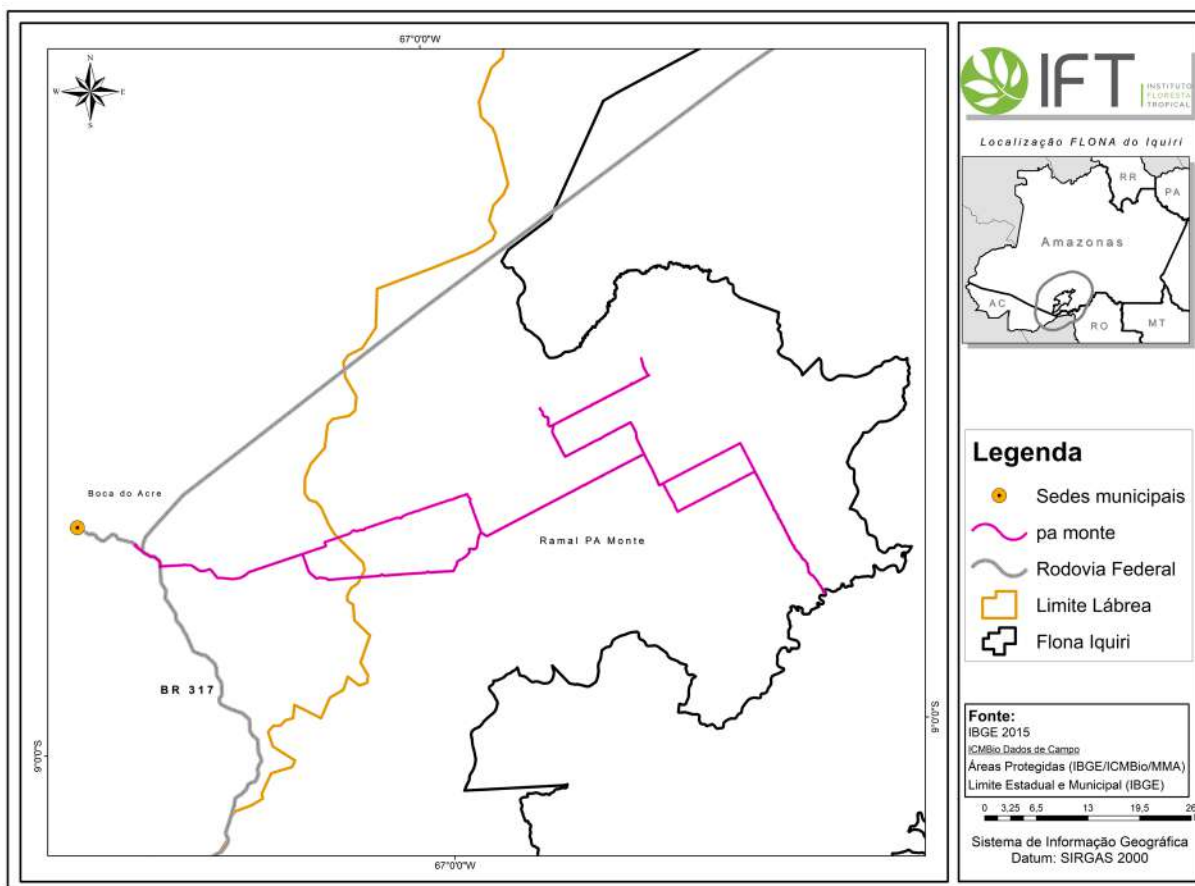 67°0'0"W
N
W
E
S
Boca do Acre
Ramal PA Monte
BR 317
9°0'0"S
9°0'0"S
67°0'0"W
IFT
INSTITUTO
FLORESTA
TROPICAL
Localização FLONA do Iquiri
RR
PA
Amazonas
AC
RO
MT
Legenda
Sedes municipais
pa monte
Rodovia Federal
Limite Lábrea
Flona Iquiri
Fonte:
IBGE 2015
ICMBio Dados de Campo
Áreas Protegidas (IBGE/ICMBio/MMA)
Limite Estadual e Municipal (IBGE)
0 3,25 6,5 13 19,5 26
Sistema de Informação Geográfica
Datum: SIRGAS 2000